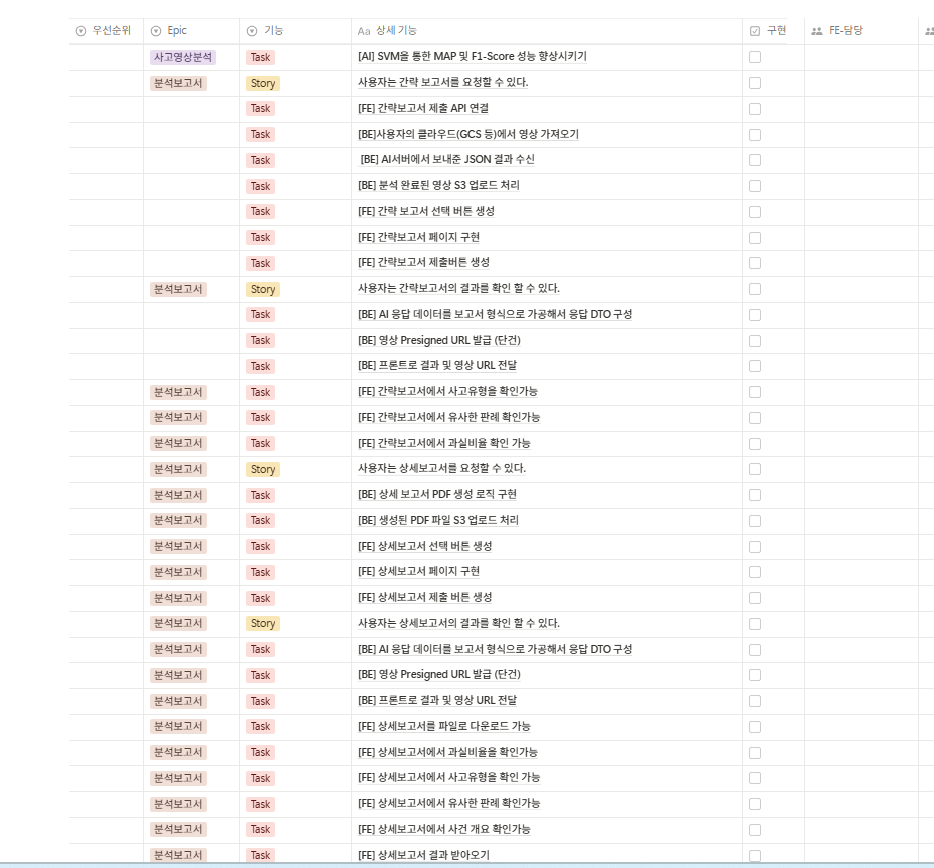 우선순위 Epic 기능 Aa 상세 기능 구현 FE-담당
사고영상분석 Task [AI] SVM을 통한 MAP 및 F1-Score 성능 향상시키기
분석보고서 Story 사용자는 간략 보고서를 요청할 수 있다.
Task [FE] 간략보고서 제출 API 연결
Task [BE]사용자의 클라우드(GCS 등)에서 영상 가져오기
Task [BE] AI서버에서 보내준 JSON 결과 수신
Task [BE] 분석 완료된 영상 S3 업로드 처리
Task [FE] 간략 보고서 선택 버튼 생성
Task [FE] 간략보고서 페이지 구현
Task [FE] 간략보고서 제출버튼 생성
분석보고서 Story 사용자는 간략보고서의 결과를 확인 할 수 있다.
Task [BE] AI 응답 데이터를 보고서 형식으로 가공해서 응답 DTO 구성
Task [BE] 영상 Presigned URL 발급 (단건)
Task [BE] 프론트로 결과 및 영상 URL 전달
분석보고서 Task [FE] 간략보고서에서 사고유형을 확인가능
분석보고서 Task [FE] 간략보고서에서 유사한 판례 확인가능
분석보고서 Task [FE] 간략보고서에서 과실비율 확인 가능
분석보고서 Story 사용자는 상세보고서를 요청할 수 있다.
분석보고서 Task [BE] 상세 보고서 PDF 생성 로직 구현
분석보고서 Task [BE] 생성된 PDF 파일 S3 업로드 처리
분석보고서 Task [FE] 상세보고서 선택 버튼 생성
분석보고서 Task [FE] 상세보고서 페이지 구현
분석보고서 Task [FE] 상세보고서 제출 버튼 생성
분석보고서 Story 사용자는 상세보고서의 결과를 확인 할 수 있다.
분석보고서 Task [BE] AI 응답 데이터를 보고서 형식으로 가공해서 응답 DTO 구성
분석보고서 Task [BE] 영상 Presigned URL 발급 (단건)
분석보고서 Task [BE] 프론트로 결과 및 영상 URL 전달
분석보고서 Task [FE] 상세보고서를 파일로 다운로드 가능
분석보고서 Task [FE] 상세보고서에서 과실비율을 확인가능
분석보고서 Task [FE] 상세보고서에서 사고유형을 확인 가능
분석보고서 Task [FE] 상세보고서에서 유사한 판례 확인가능
분석보고서 Task [FE] 상세보고서에서 사건 개요 확인가능
분석보고서 Task [FE] 상세보고서 결과 받아오기